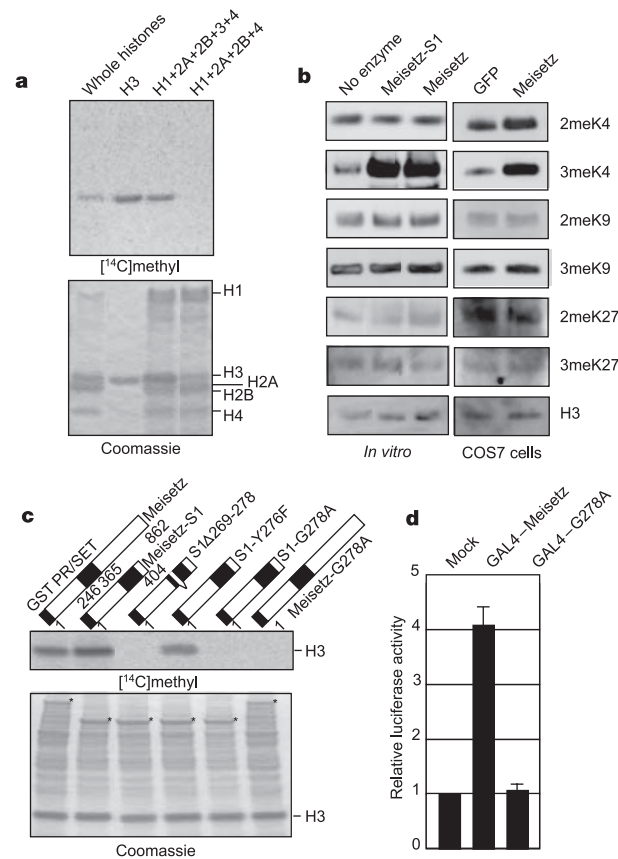 a
Whole histones
H3
H1+2A+2B+3+4
H1+2A+2B+4
[¹⁴C]methyl
H1
H3
H2A
H2B
H4
Coomassie
b
No enzyme
Meisetz-S1
Meisetz
GFP
Meisetz
2meK4
3meK4
2meK9
3meK9
2meK27
3meK27
H3
In vitro
COS7 cells
c
GST PR/SET
Meisetz
862
Meisetz-S1
246 365
404
S1Δ269-278
S1-Y276F
S1-G278A
Meisetz-G278A
1
1
1
1
1
1
H3
[¹⁴C]methyl
* * * * * *
H3
Coomassie
d
Mock
GAL4–Meisetz
GAL4–G278A
Relative luciferase activity
5
4
3
2
1
0